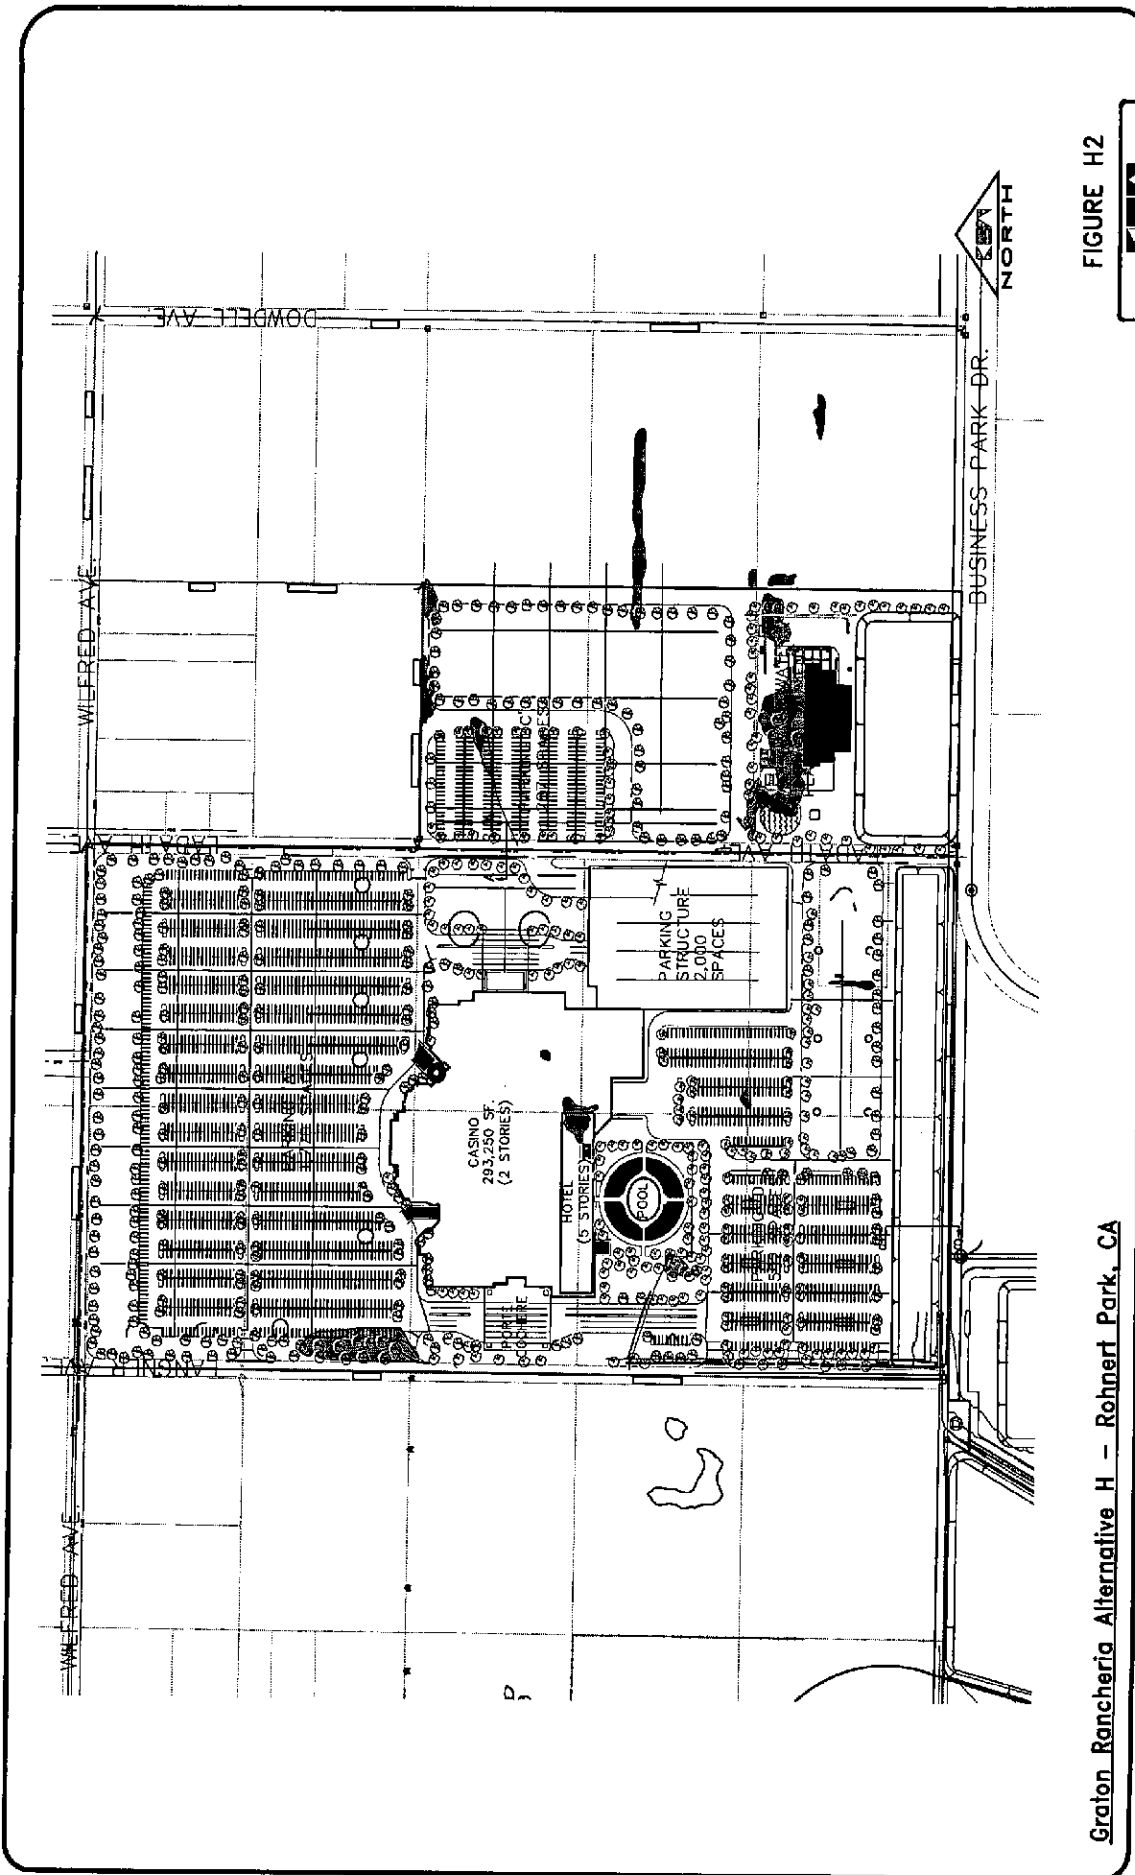 WILFRED AVE.
WILFRED AVE.
DOWDELL AVE.
LABATH AVE.
LANGNER AVE.
CASINO
293,250 SF.
(2 STORIES)
HOTEL
(5 STORIES)
POOL
PORTE
COCHERE
PARKING
STRUCTURE
2,000
SPACES
BUSINESS PARK DR.
NORTH
FIGURE H2
Graton Rancheria Alternative H – Rohnert Park, CA